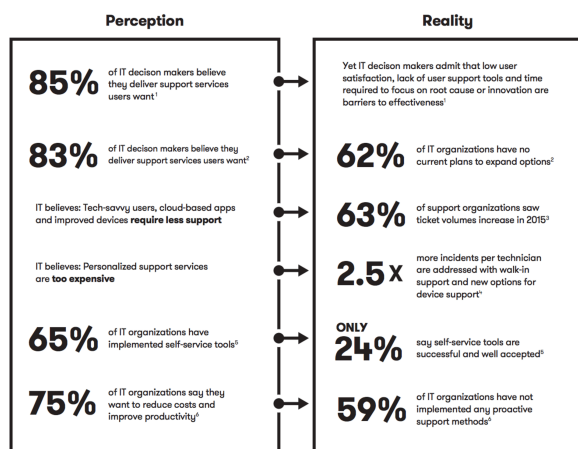 Perception
Reality
85%
of IT decison makers believe
they deliver support services
users want¹
Yet IT decison makers admit that low user
satisfaction, lack of user support tools and time
required to focus on root cause or innovation are
barriers to effectiveness¹
83%
of IT decison makers believe they
deliver support services users want²
62%
of IT organizations have no
current plans to expand options²
IT believes: Tech-savvy users, cloud-based apps
and improved devices require less support
63%
of support organizations saw
ticket volumes increase in 2015³
IT believes: Personalized support services
are too expensive
2.5 x
more incidents per technician
are addressed with walk-in
support and new options for
device support⁴
65%
of IT organizations have
implemented self-service tools⁵
ONLY
24%
say self-service tools are
successful and well accepted⁵
75%
of IT organizations say they
want to reduce costs and
improve productivity⁶
59%
of IT organizations have not
implemented any proactive
support methods⁶